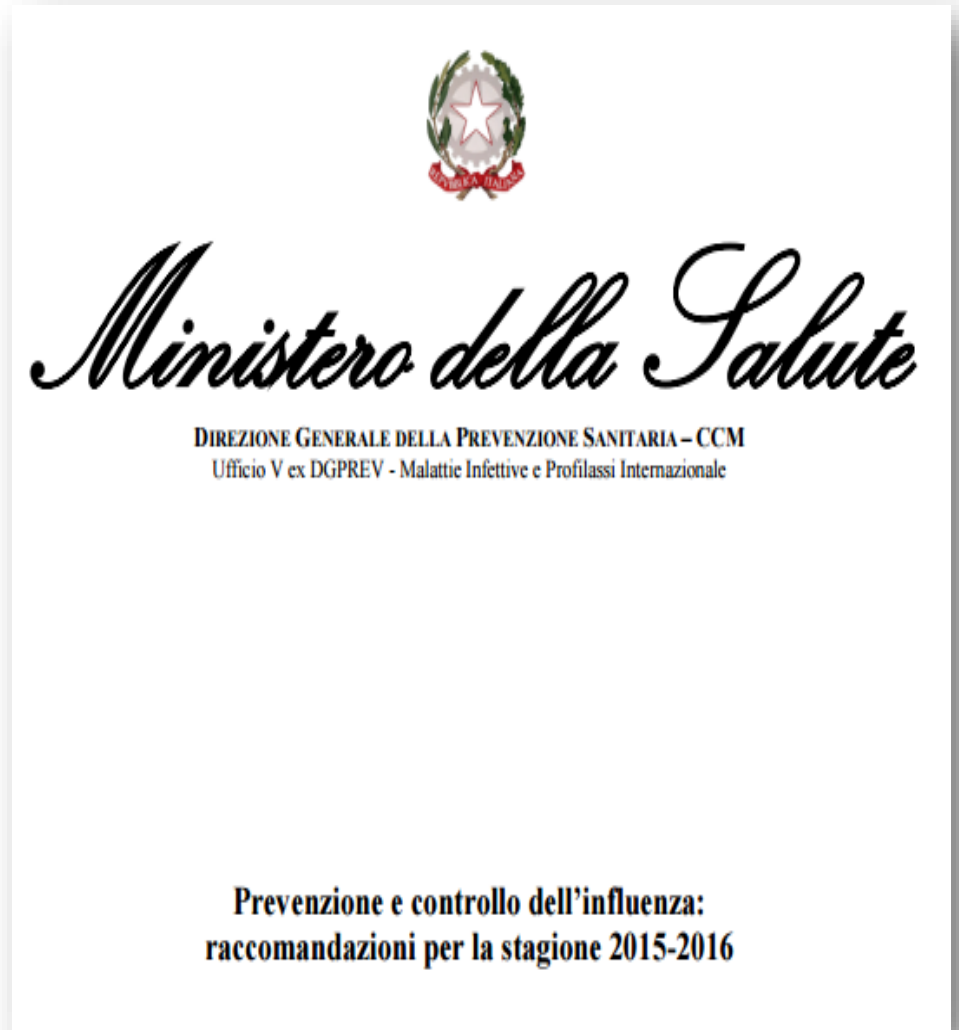 REPVBBLICA ITALIANA
Ministero della Salute
DIREZIONE GENERALE DELLA PREVENZIONE SANITARIA – CCM
Ufficio V ex DGPREV - Malattie Infettive e Profilassi Internazionale
Prevenzione e controllo dell’influenza:
raccomandazioni per la stagione 2015-2016